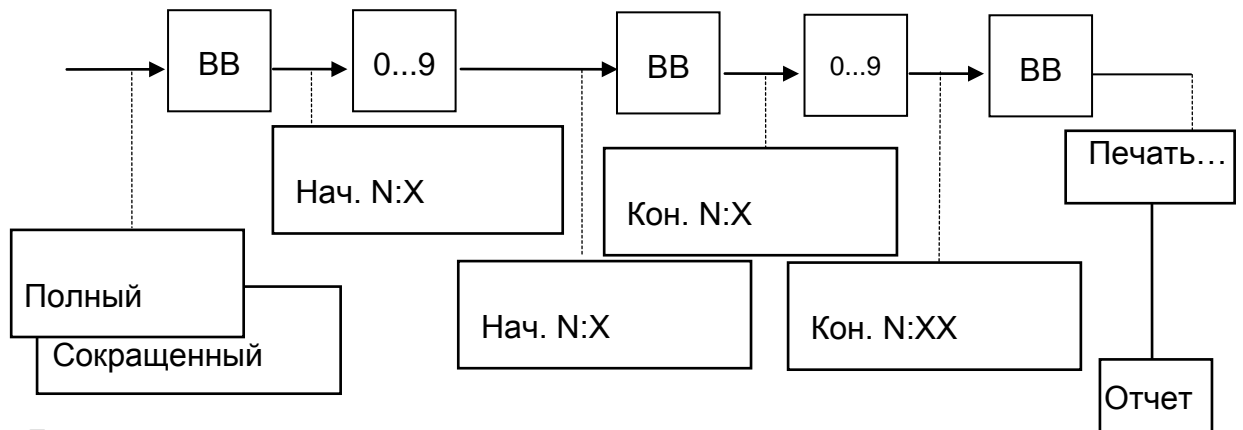 ВВ
0...9
ВВ
0...9
ВВ
Печать...
Нач. N:X
Кон. N:X
Полный
Сокращенный
Нач. N:X
Кон. N:XX
Отчет